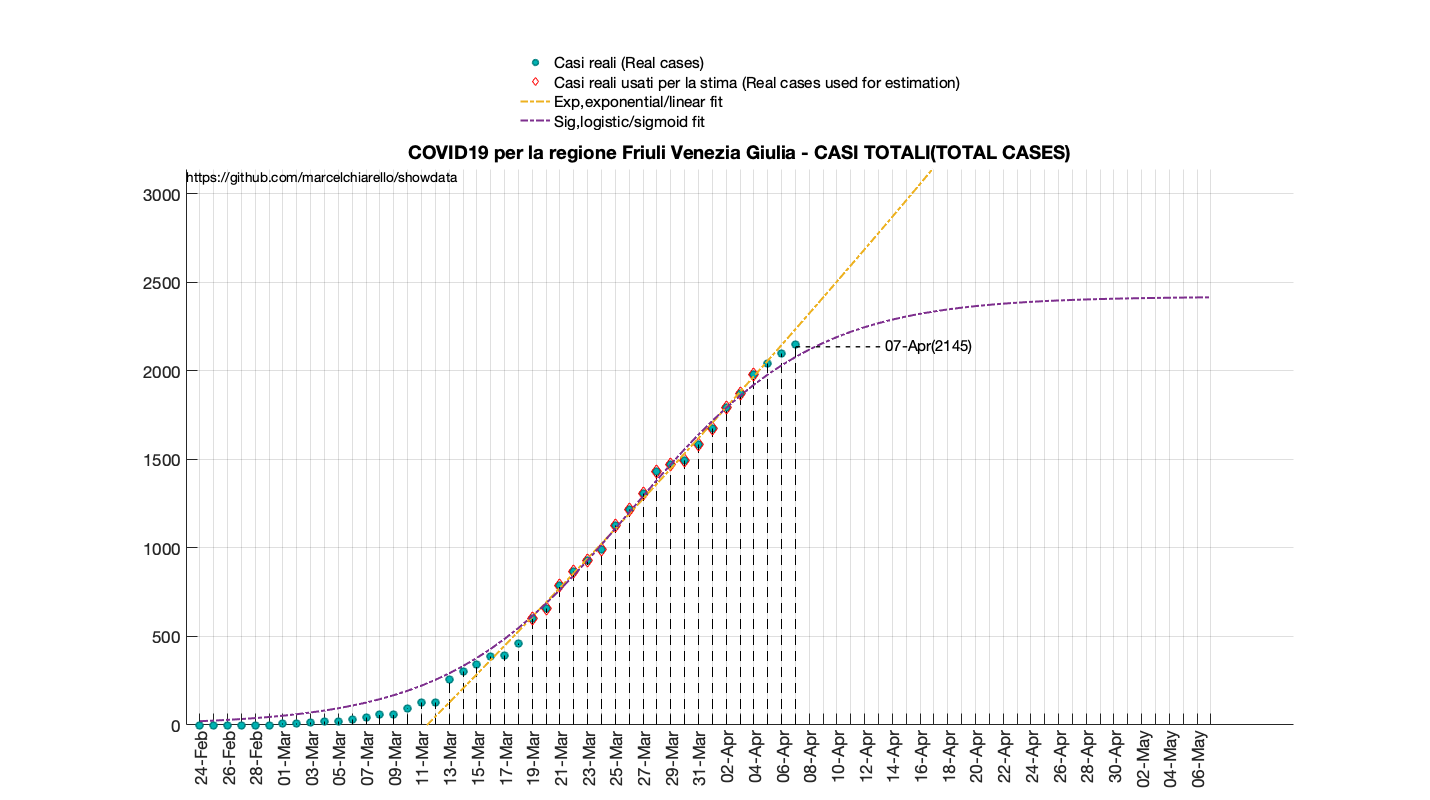 Casi reali (Real cases)
Casi reali usati per la stima (Real cases used for estimation)
Exp,exponential/linear fit
Sig,logistic/sigmoid fit
COVID19 per la regione Friuli Venezia Giulia - CASI TOTALI(TOTAL CASES)
https://github.com/marcelchiarello/showdata
3000
2500
2000
1500
1000
500
0
07-Apr(2145)
24-Feb
26-Feb
28-Feb
01-Mar
03-Mar
05-Mar
07-Mar
09-Mar
11-Mar
13-Mar
15-Mar
17-Mar
19-Mar
21-Mar
23-Mar
25-Mar
27-Mar
29-Mar
31-Mar
02-Apr
04-Apr
06-Apr
08-Apr
10-Apr
12-Apr
14-Apr
16-Apr
18-Apr
20-Apr
22-Apr
24-Apr
26-Apr
28-Apr
30-Apr
02-May
04-May
06-May